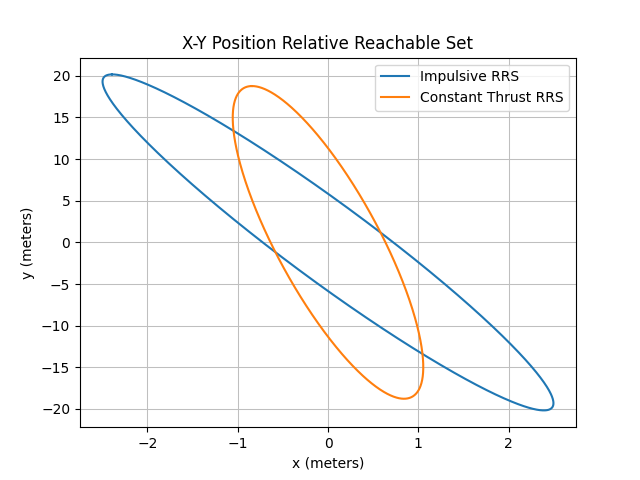 X-Y Position Relative Reachable Set
Impulsive RRS
Constant Thrust RRS
20
15
10
5
0
−5
−10
−15
−20
y (meters)
−2
−1
0
1
2
x (meters)